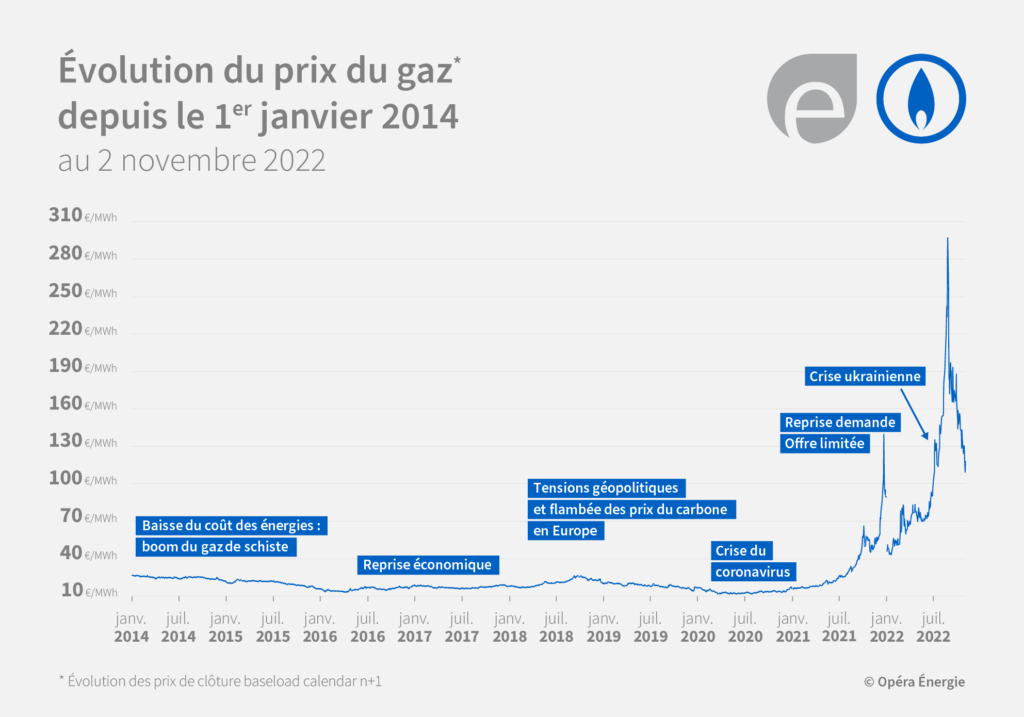 Évolution du prix du gaz*
depuis le 1er janvier 2014
au 2 novembre 2022
310 €/MWh
280 €/MWh
250 €/MWh
220 €/MWh
190 €/MWh
160 €/MWh
130 €/MWh
100 €/MWh
70 €/MWh
40 €/MWh
10 €/MWh
Baisse du coût des énergies :
boom du gaz de schiste
Reprise économique
Tensions géopolitiques
et flambée des prix du carbone
en Europe
Crise du
coronavirus
Reprise demande
Offre limitée
Crise ukrainienne
janv. juil. janv. juil. janv. juil. janv. juil. janv. juil. janv. juil. janv. juil. janv. juil. janv. juil.
2014 2014 2015 2015 2016 2016 2017 2017 2018 2018 2019 2019 2020 2020 2021 2021 2022 2022
* Évolution des prix de clôture baseload calendar n+1
© Opéra Énergie